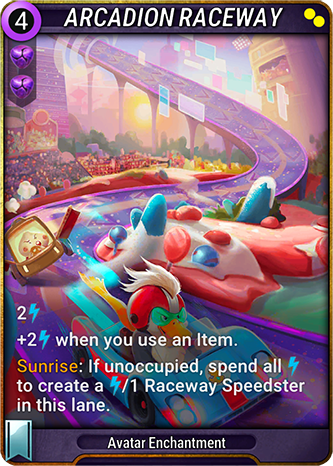 4
ARCADION RACEWAY
2
+2 when you use an Item.
Sunrise: If unoccupied, spend all
to create a /1 Raceway Speedster
in this lane.
Avatar Enchantment